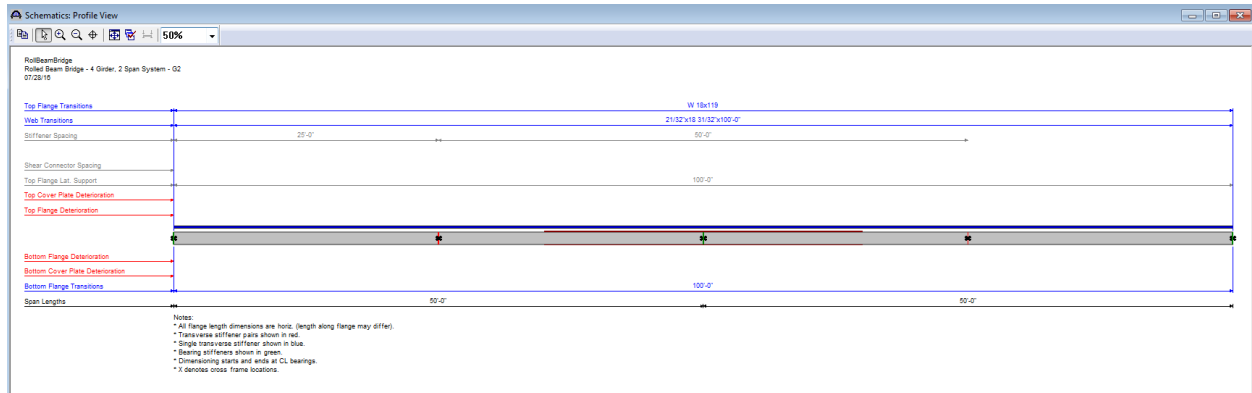 Schematics: Profile View
50%
RollBeamBridge
Rolled Beam Bridge - 4 Girder, 2 Span System - G2
07/28/16
Top Flange Transitions
W 18x119
Web Transitions
21/32"x18 31/32"x100'-0"
Stiffener Spacing
25'-0"
50'-0"
Shear Connector Spacing
Top Flange Lat. Support
100'-0"
Top Cover Plate Deterioration
Top Flange Deterioration
Bottom Flange Deterioration
Bottom Cover Plate Deterioration
Bottom Flange Transitions
100'-0"
Span Lengths
50'-0"
50'-0"
Notes:
* All flange length dimensions are horiz. (length along flange may differ).
* Transverse stiffener pairs shown in red.
* Single transverse stiffener shown in blue.
* Bearing stiffeners shown in green.
* Dimensioning starts and ends at CL bearings.
* X denotes cross frame locations.